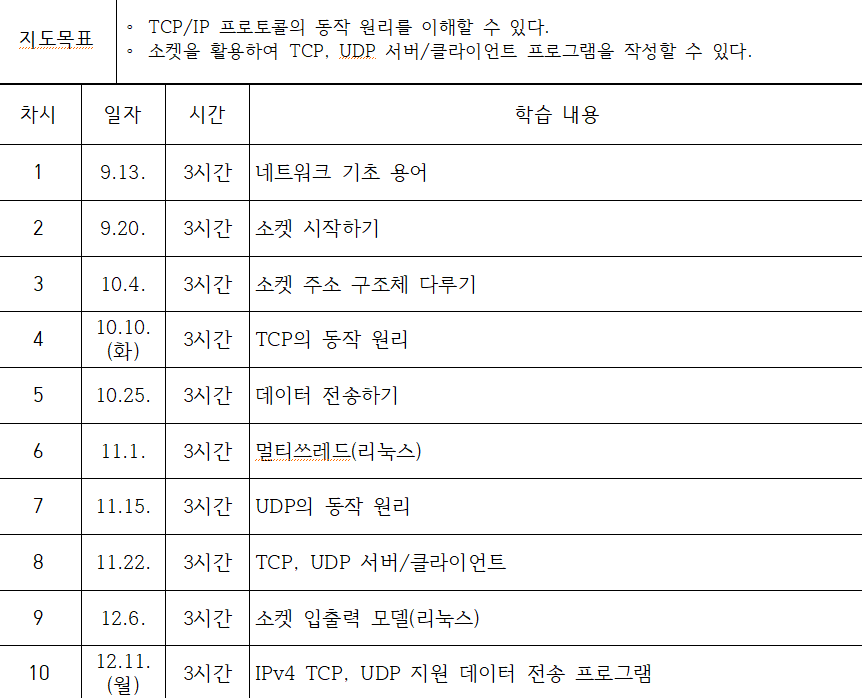 지도목표
◦ TCP/IP 프로토콜의 동작 원리를 이해할 수 있다.
◦ 소켓을 활용하여 TCP, UDP 서버/클라이언트 프로그램을 작성할 수 있다.
차시 일자 시간 학습 내용
1 9.13. 3시간 네트워크 기초 용어
2 9.20. 3시간 소켓 시작하기
3 10.4. 3시간 소켓 주소 구조체 다루기
4 10.10.(화) 3시간 TCP의 동작 원리
5 10.25. 3시간 데이터 전송하기
6 11.1. 3시간 멀티쓰레드(리눅스)
7 11.15. 3시간 UDP의 동작 원리
8 11.22. 3시간 TCP, UDP 서버/클라이언트
9 12.6. 3시간 소켓 입출력 모델(리눅스)
10 12.11.(월) 3시간 IPv4 TCP, UDP 지원 데이터 전송 프로그램